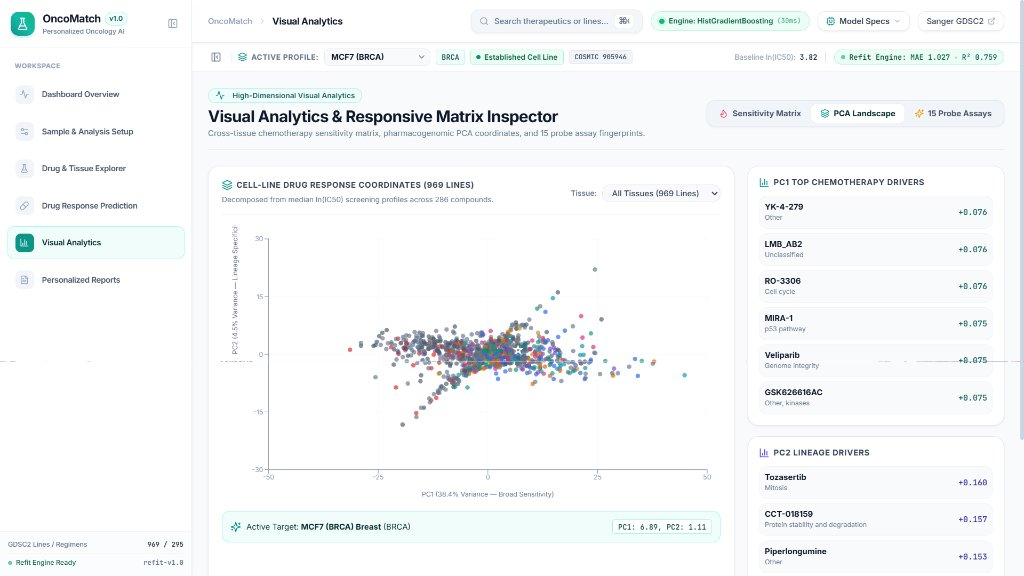 OncoMatch v1.0
Personalized Oncology AI
WORKSPACE
Dashboard Overview
Sample & Analysis Setup
Drug & Tissue Explorer
Drug Response Prediction
Visual Analytics
Personalized Reports
GDSC2 Lines / Regimens 969 / 295
Refit Engine Ready refit-v1.0
OncoMatch > Visual Analytics
Search therapeutics or lines... ⌘K
Engine: HistGradientBoosting (30ms)
Model Specs
Sanger GDSC2
ACTIVE PROFILE: MCF7 (BRCA)
BRCA
Established Cell Line
COSMIC 905946
Baseline ln(IC50): 3.82
Refit Engine: MAE 1.027 · R² 0.759
High-Dimensional Visual Analytics
Visual Analytics & Responsive Matrix Inspector
Cross-tissue chemotherapy sensitivity matrix, pharmacogenomic PCA coordinates, and 15 probe assay fingerprints.
Sensitivity Matrix
PCA Landscape
15 Probe Assays
CELL-LINE DRUG RESPONSE COORDINATES (969 LINES)
Decomposed from median ln(IC50) screening profiles across 286 compounds.
Tissue: All Tissues (969 Lines)
PC2 (4.5% Variance — Lineage Specifici
30
15
0
-15
-30
-50 -25 0 25 50
PC1 (38.4% Variance — Broad Sensitivity)
Active Target: MCF7 (BRCA) Breast (BRCA)
PC1: 6.89, PC2: 1.11
PC1 TOP CHEMOTHERAPY DRIVERS
YK-4-279
Other
+0.076
LMB_AB2
Unclassified
+0.076
RO-3306
Cell cycle
+0.076
MIRA-1
p53 pathway
+0.075
Veliparib
Genome integrity
+0.075
GSK626616AC
Other, kinases
+0.075
PC2 LINEAGE DRIVERS
Tozasertib
Mitosis
+0.160
CCT-018159
Protein stability and degradation
+0.157
Piperlongumine
Other
+0.153